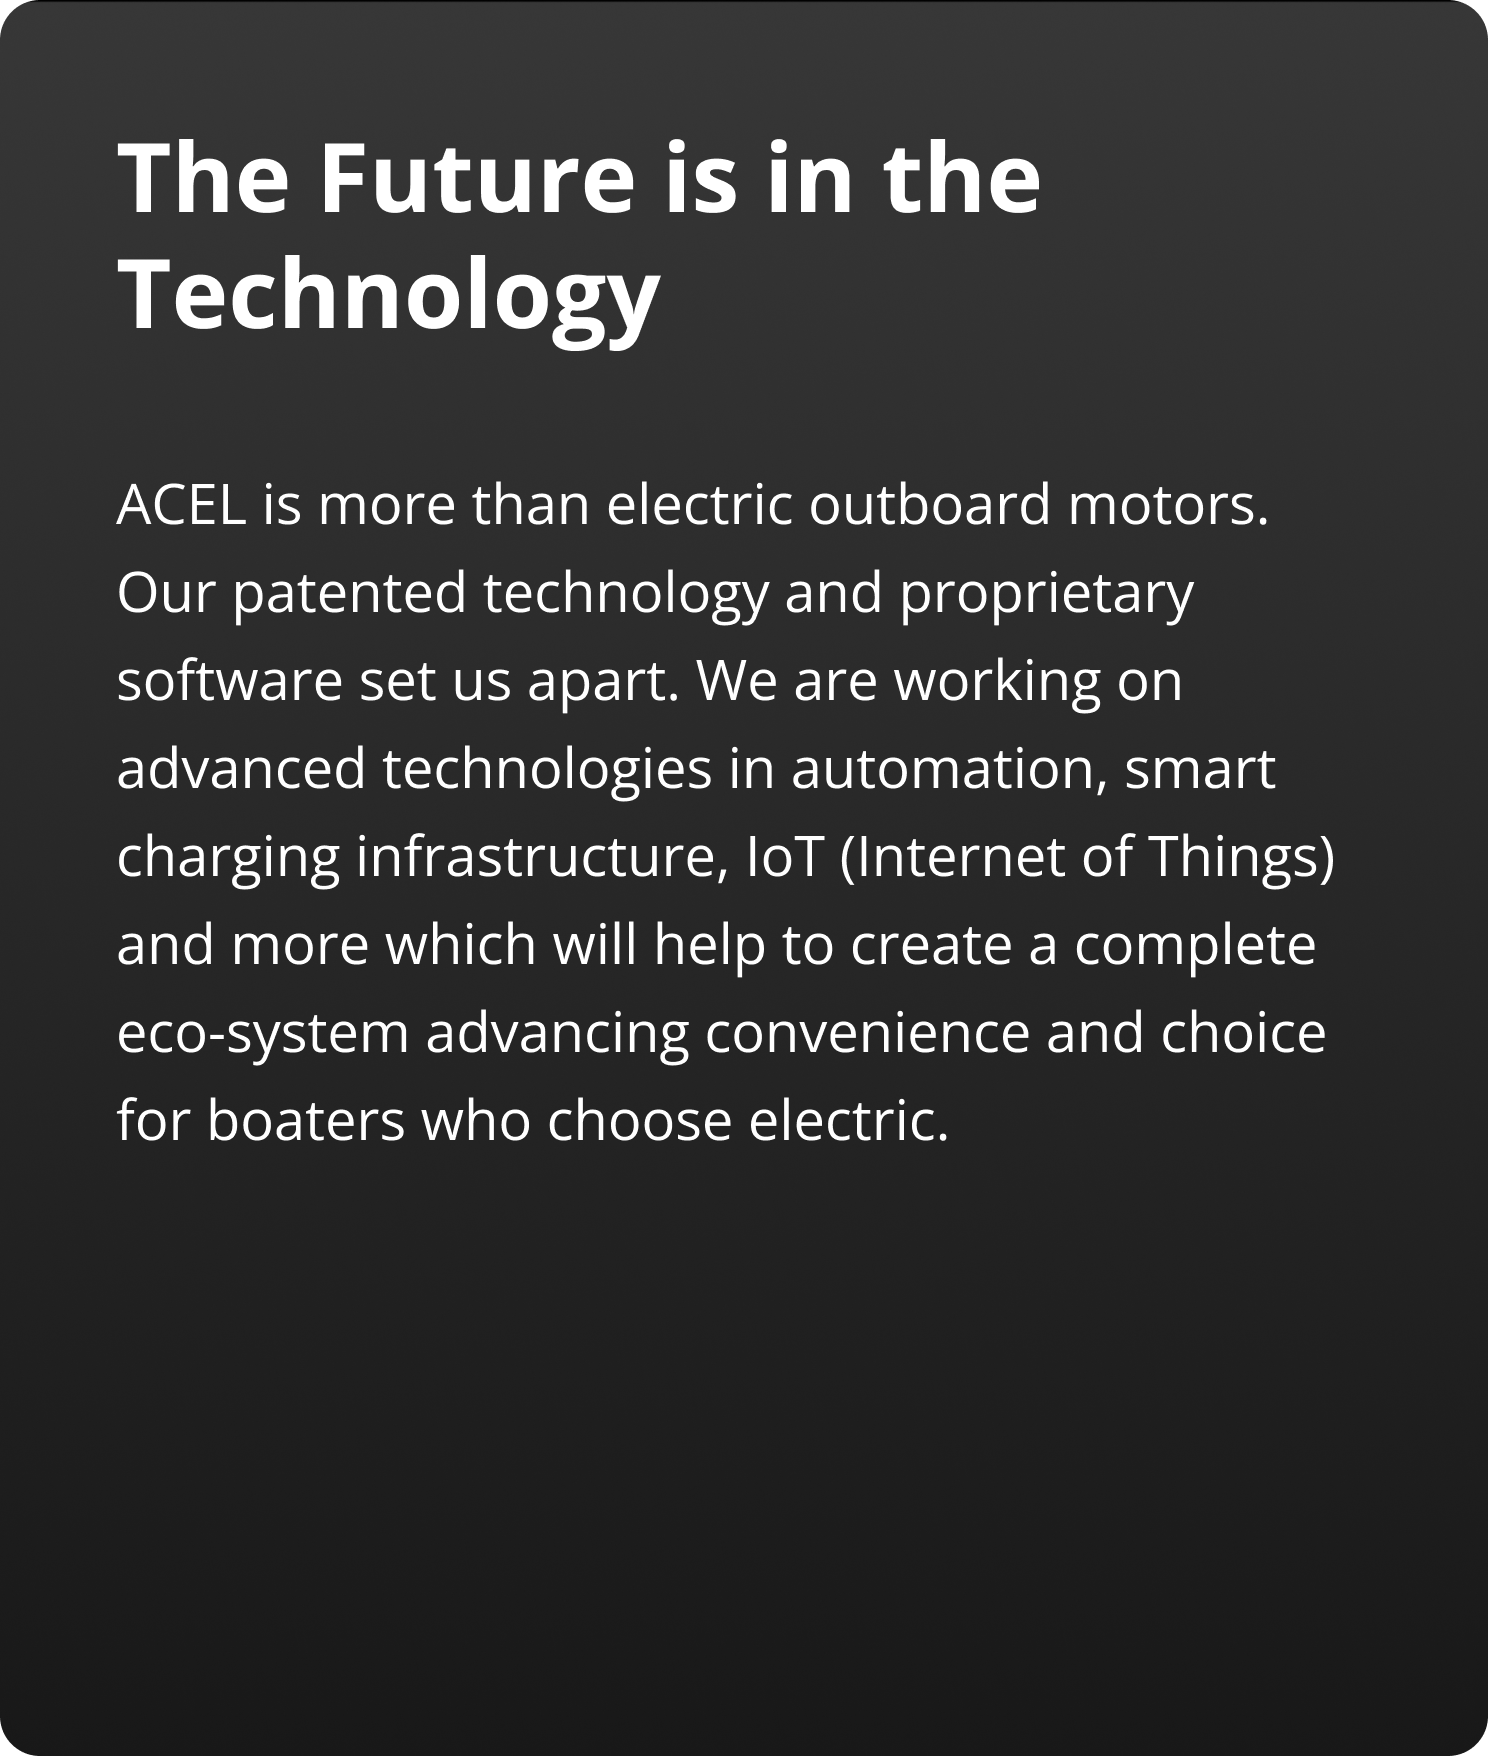 The Future is in the
Technology
ACEL is more than electric outboard motors.
Our patented technology and proprietary
software set us apart. We are working on
advanced technologies in automation, smart
charging infrastructure, IoT (Internet of Things)
and more which will help to create a complete
eco-system advancing convenience and choice
for boaters who choose electric.